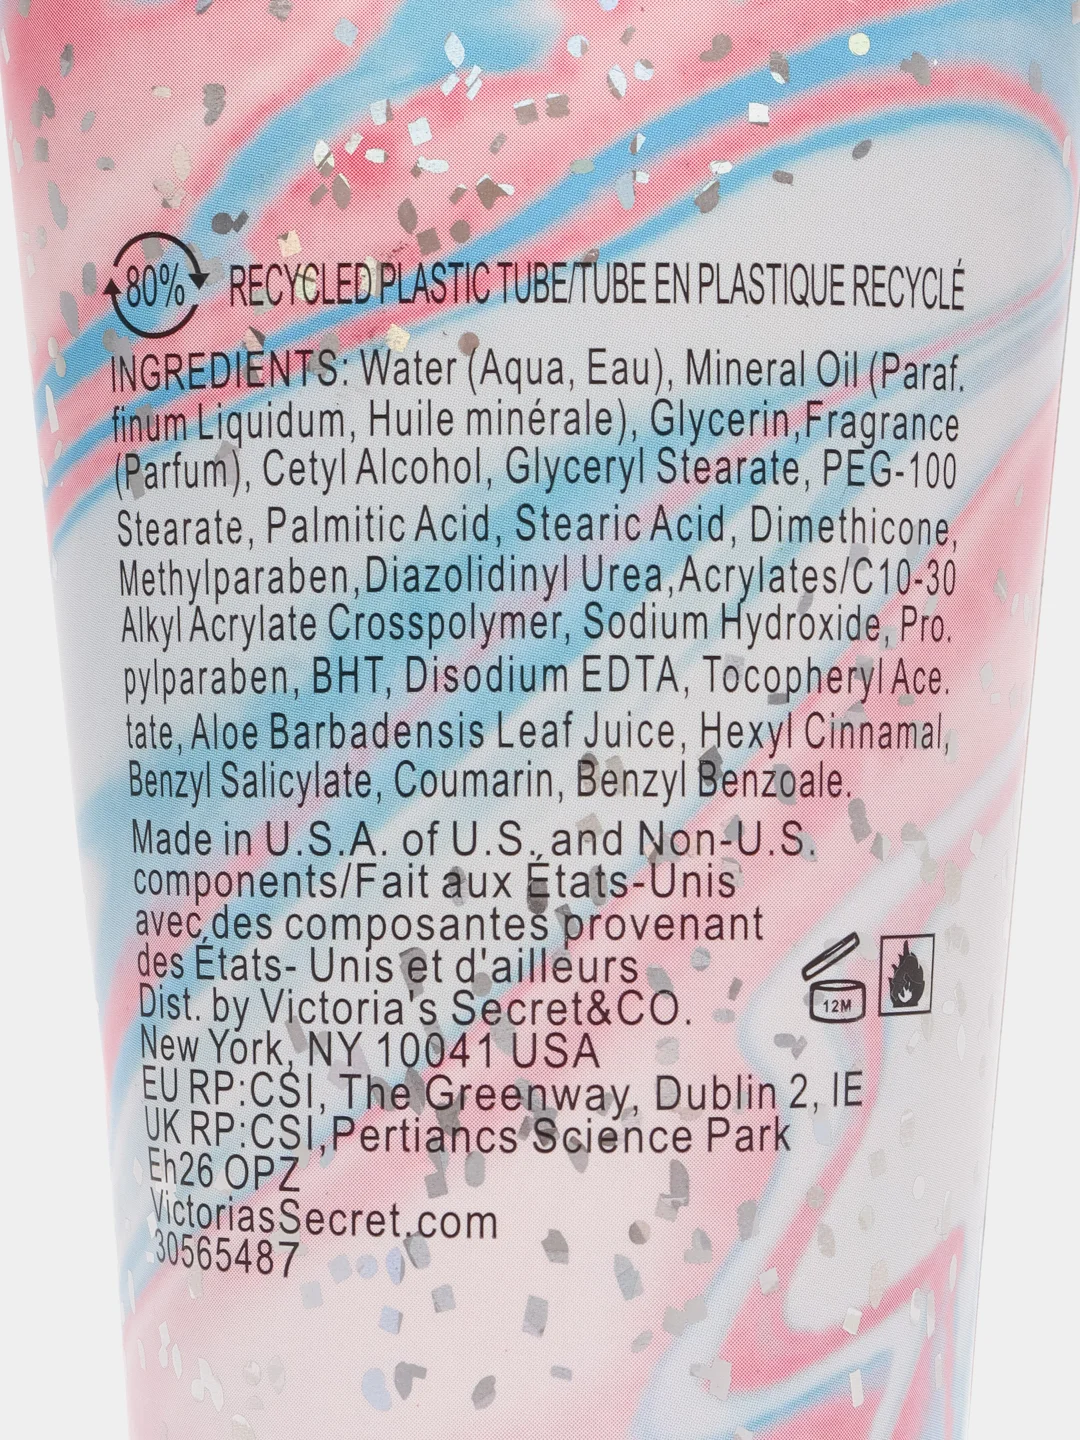 80% RECYCLED PLASTIC TUBE/TUBE EN PLASTIQUE RECYCLÉ
INGREDIENTS: Water (Aqua, Eau), Mineral Oil (Paraf.
finum Liquidum, Huile minérale), Glycerin,Fragrance
(Parfum), Cetyl Alcohol, Glyceryl Stearate, PEG-100
Stearate, Palmitic Acid, Stearic Acid, Dimethicone,
Methylparaben,Diazolidinyl Urea,Acrylates/C10-30
Alkyl Acrylate Crosspolymer, Sodium Hydroxide, Pro.
pylparaben, BHT, Disodium EDTA, Tocopheryl Ace.
tate, Aloe Barbadensis Leaf Juice, Hexyl Cinnamal,
Benzyl Salicylate, Coumarin, Benzyl Benzoale.
Made in U.S.A. of U.S. and Non-U.S.
components/Fait aux États-Unis
avec,des composantes provenant
des États- Unis et d'ailleurs
Dist. by Victoria's Secret&CO.
New York, NY 10041 USA
EU RP:CSI, The Greenway, Dublin 2, IE
UK RP:CSI,Pertiancs Science Park
Eh26 OPZ
VictoriasSecret.com
30565487
12M